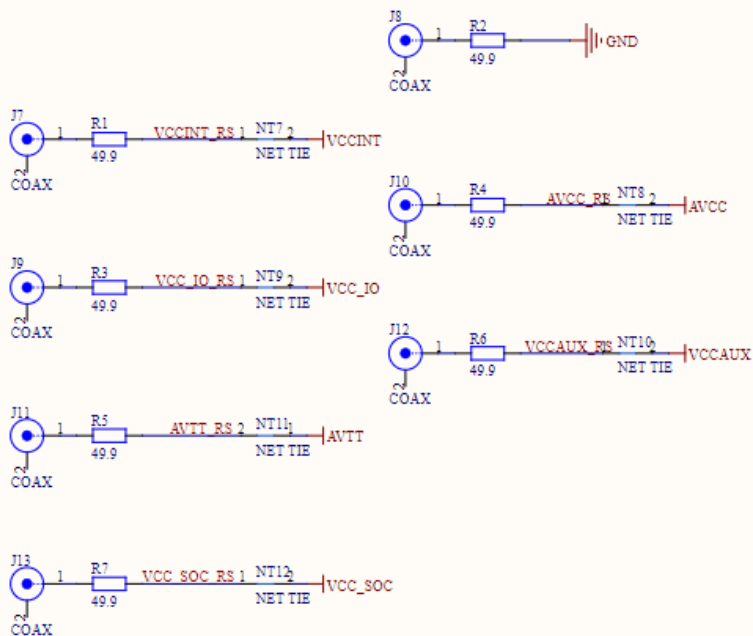 J8
1 R2
49.9
GND
2
COAX
J7
1 R1 VCCINT_RS 1 NT7 2 VCCINT
49.9 NET TIE
2
COAX
J10
1 R4 AVCC_RS 1 NT8 2 AVCC
49.9 NET TIE
2
COAX
J9
1 R3 VCC_IO_RS 1 NT9 2 VCC_IO
49.9 NET TIE
2
COAX
J12
1 R6 VCCAUX_RS 1 NT10 2 VCCAUX
49.9 NET TIE
2
COAX
J11
1 R5 AVTT_RS 2 NT11 1 AVTT
49.9 NET TIE
2
COAX
J13
1 R7 VCC_SOC_RS 1 NT12 2 VCC_SOC
49.9 NET TIE
2
COAX